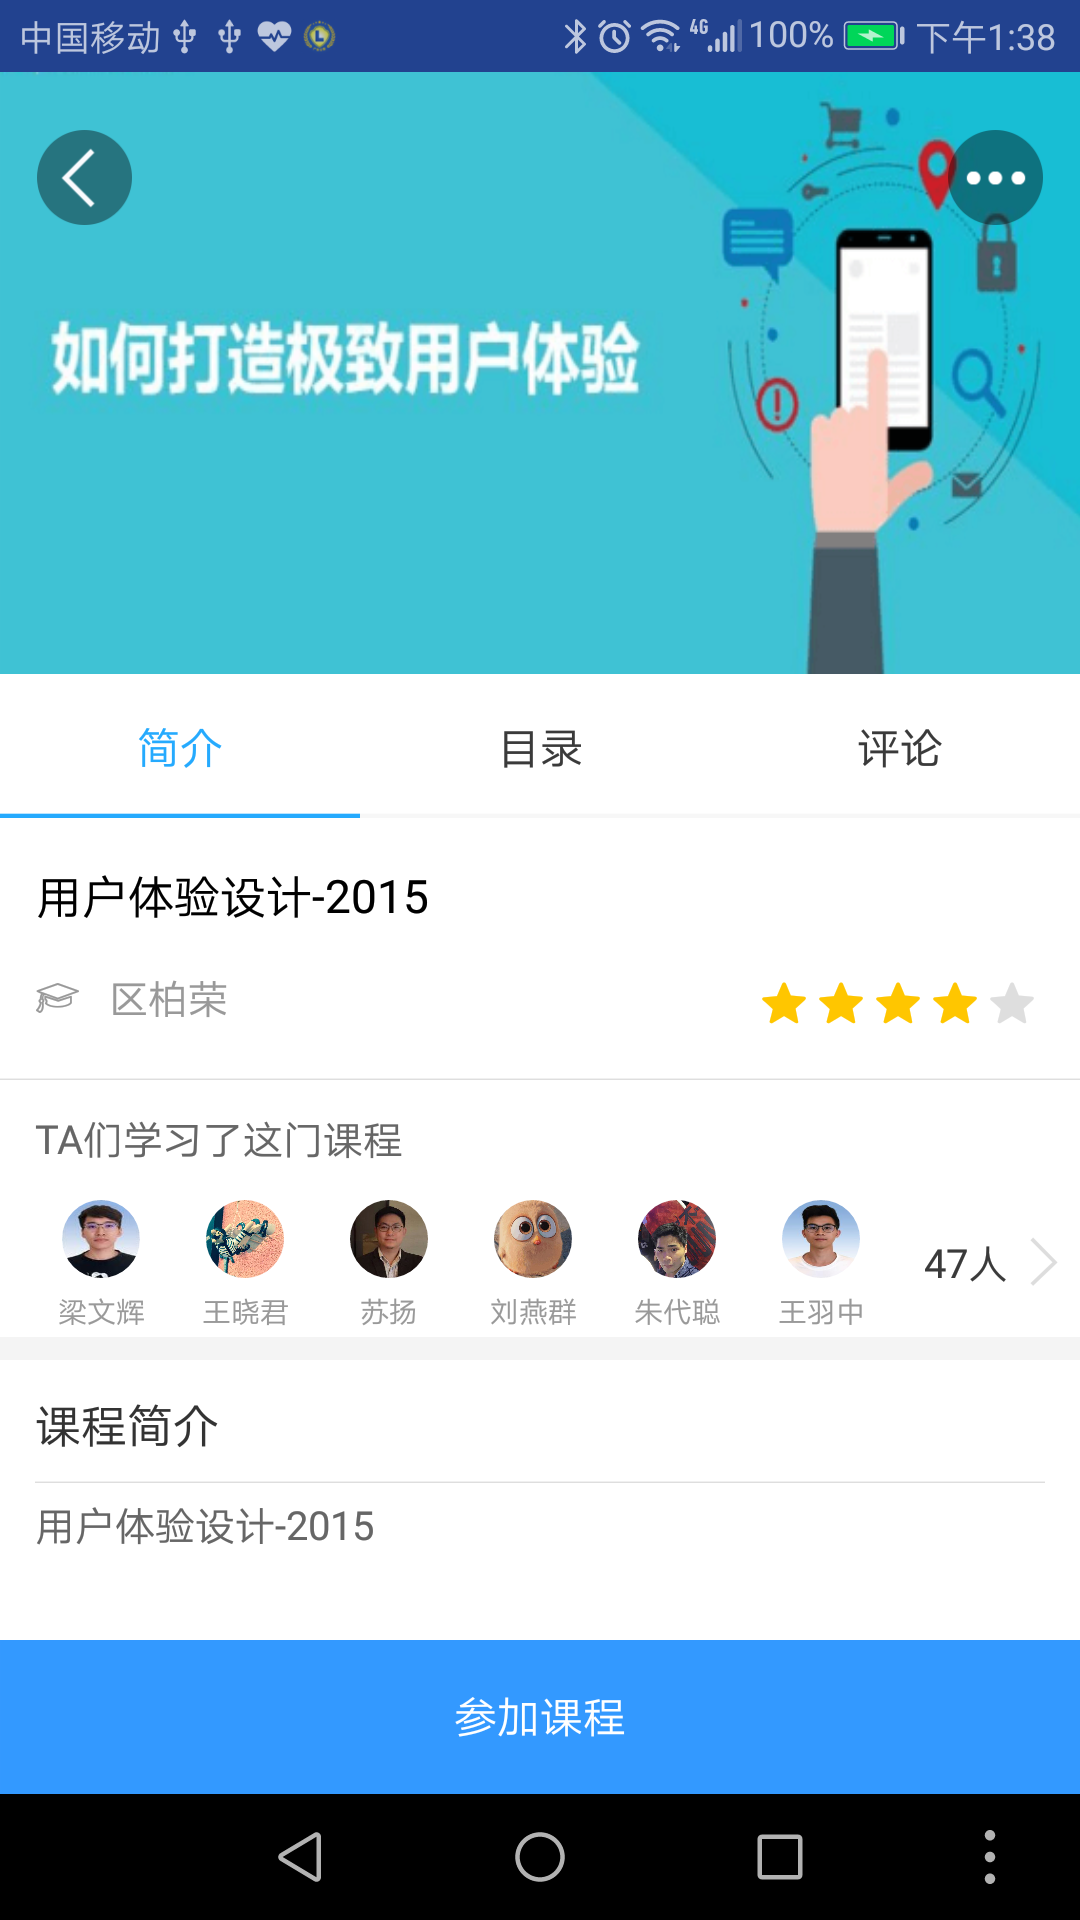 中国移动 4G 100% 下午1:38
如何打造极致用户体验
简介 目录 评论
用户体验设计-2015
区柏荣
TA们学习了这门课程
梁文辉 王晓君 苏扬 刘燕群 朱代聪 王羽中 47人
课程简介
用户体验设计-2015
参加课程